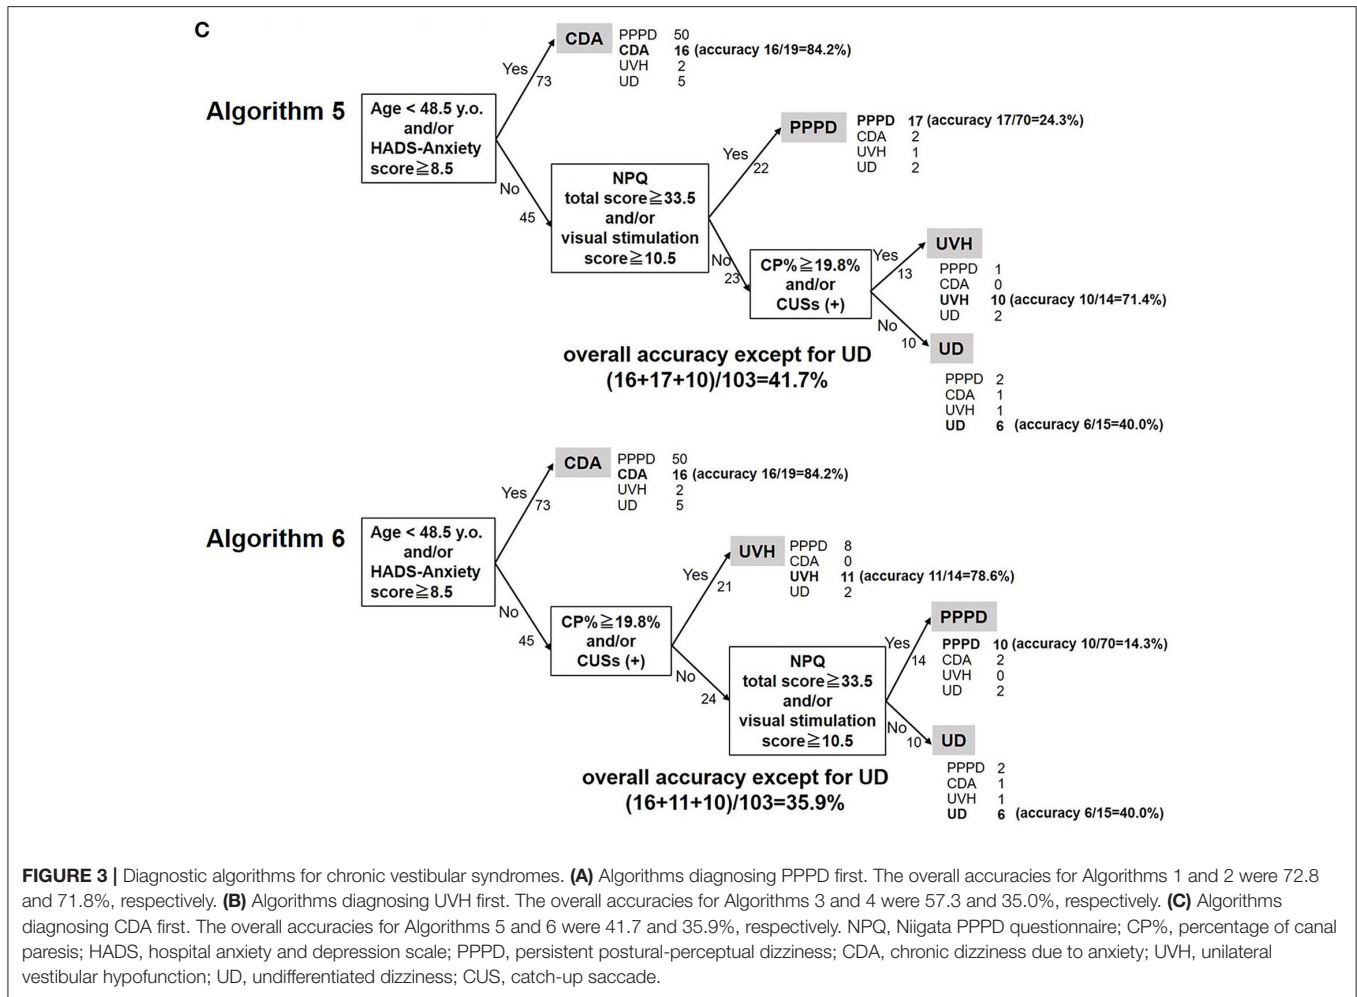 C
CDA
PPPD 50
CDA 16 (accuracy 16/19=84.2%)
UVH 2
UD 5
Yes
73
Algorithm 5
Age < 48.5 y.o.
and/or
HADS-Anxiety
score≧8.5
No
45
NPQ
total score≧33.5
and/or
visual stimulation
score≧10.5
Yes
22
PPPD
PPPD 17 (accuracy 17/70=24.3%)
CDA 2
UVH 1
UD 2
No
23
CP%≧19.8%
and/or
CUSs (+)
Yes
13
UVH
PPPD 1
CDA 0
UVH 10 (accuracy 10/14=71.4%)
UD 2
No
10
UD
PPPD 2
CDA 1
UVH 1
UD 6 (accuracy 6/15=40.0%)
overall accuracy except for UD
(16+17+10)/103=41.7%
CDA
PPPD 50
CDA 16 (accuracy 16/19=84.2%)
UVH 2
UD 5
Yes
73
Algorithm 6
Age < 48.5 y.o.
and/or
HADS-Anxiety
score≧8.5
No
45
CP%≧19.8%
and/or
CUSs (+)
Yes
21
UVH
PPPD 8
CDA 0
UVH 11 (accuracy 11/14=78.6%)
UD 2
No
24
NPQ
total score≧33.5
and/or
visual stimulation
score≧10.5
Yes
14
PPPD
PPPD 10 (accuracy 10/70=14.3%)
CDA 2
UVH 0
UD 2
No
10
UD
PPPD 2
CDA 1
UVH 1
UD 6 (accuracy 6/15=40.0%)
overall accuracy except for UD
(16+11+10)/103=35.9%
FIGURE 3 | Diagnostic algorithms for chronic vestibular syndromes. (A) Algorithms diagnosing PPPD first. The overall accuracies for Algorithms 1 and 2 were 72.8
and 71.8%, respectively. (B) Algorithms diagnosing UVH first. The overall accuracies for Algorithms 3 and 4 were 57.3 and 35.0%, respectively. (C) Algorithms
diagnosing CDA first. The overall accuracies for Algorithms 5 and 6 were 41.7 and 35.9%, respectively. NPQ, Niigata PPPD questionnaire; CP%, percentage of canal
paresis; HADS, hospital anxiety and depression scale; PPPD, persistent postural-perceptual dizziness; CDA, chronic dizziness due to anxiety; UVH, unilateral
vestibular hypofunction; UD, undifferentiated dizziness; CUS, catch-up saccade.